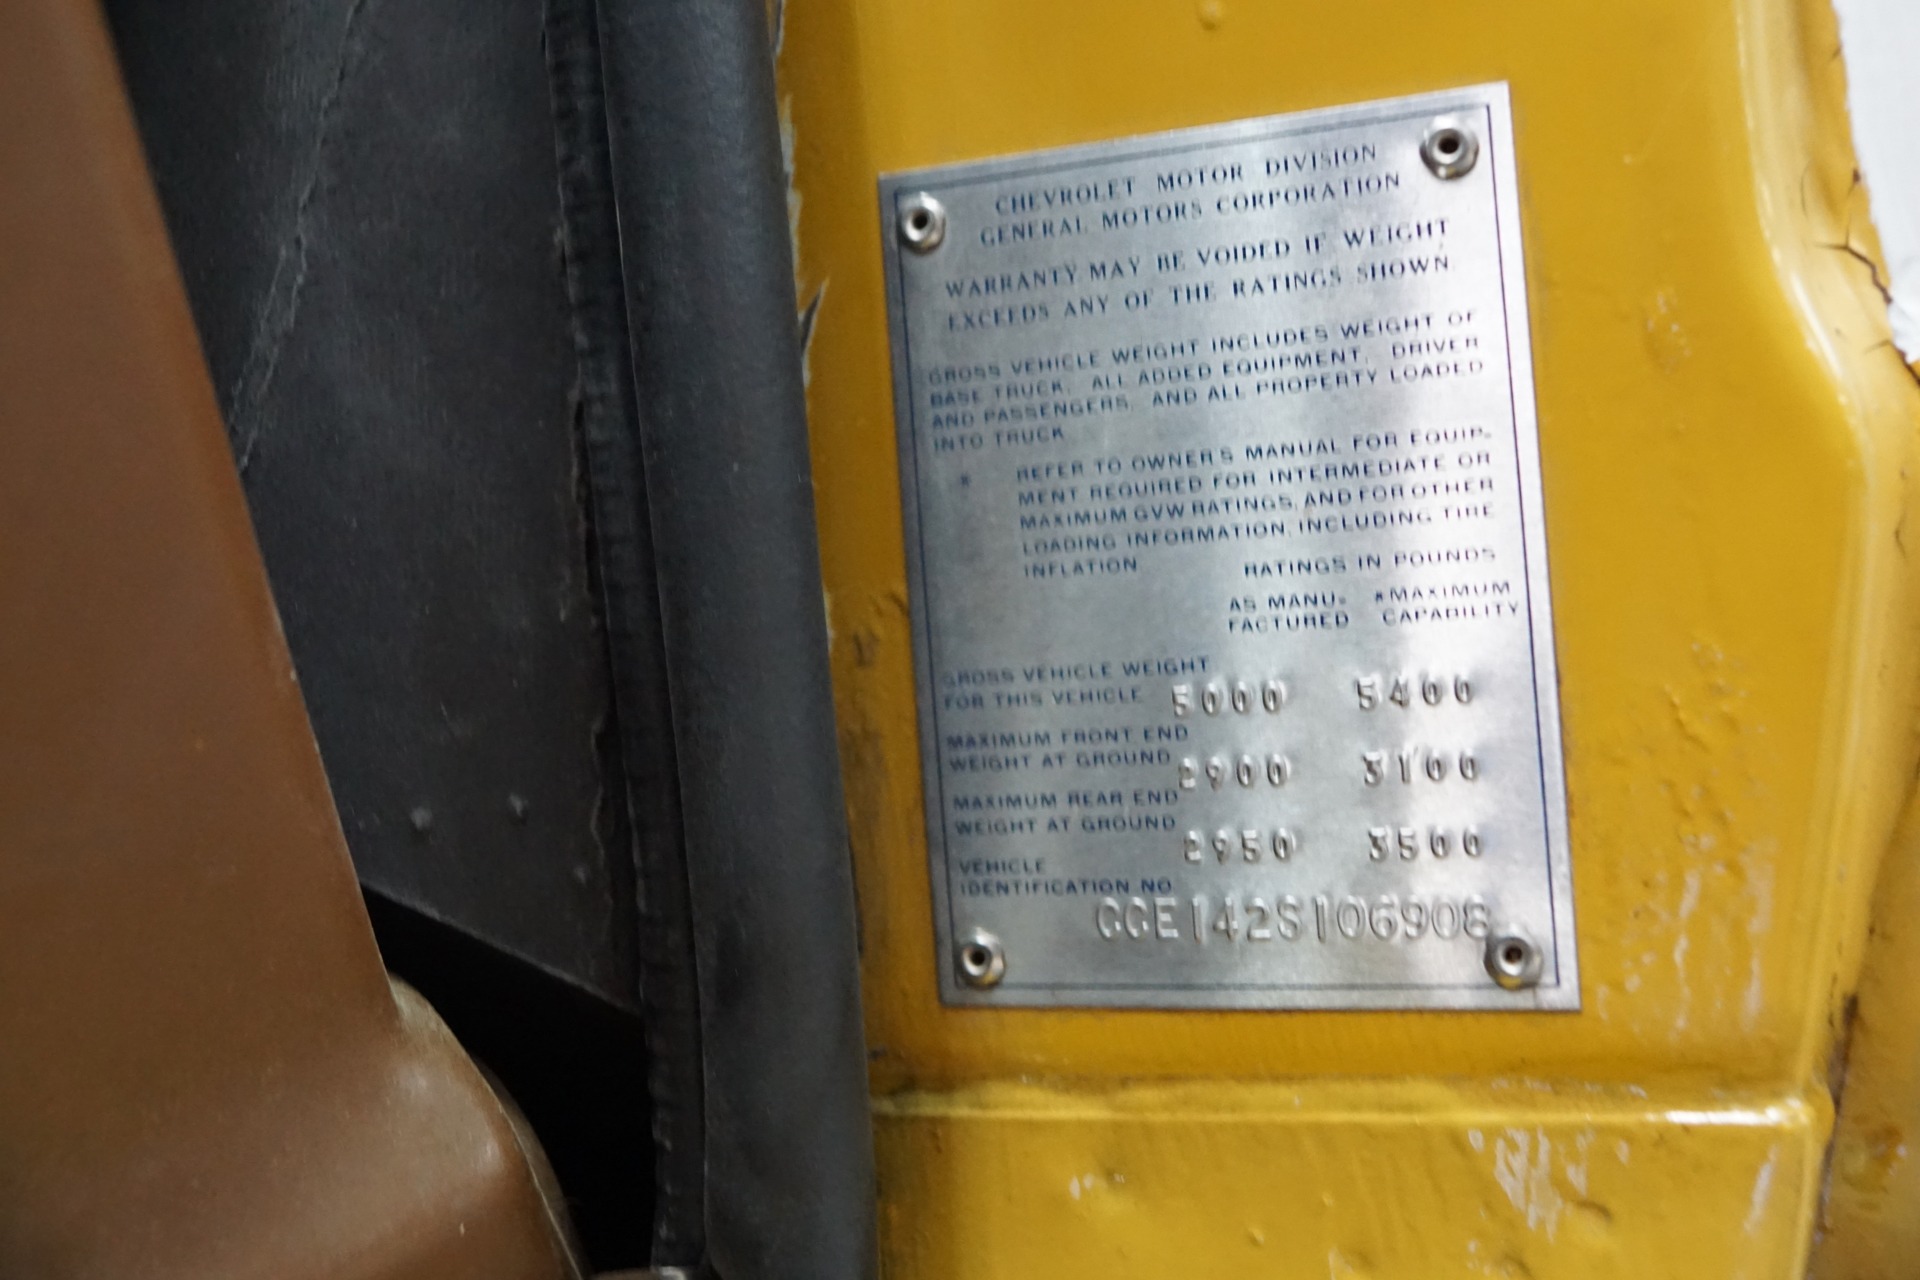 CHEVROLET MOTOR DIVISION
GENERAL MOTORS CORPORATION
WARRANTY MAY BE VOIDED IF WEIGHT
EXCEEDS ANY OF THE RATINGS SHOWN
GROSS VEHICLE WEIGHT INCLUDES WEIGHT OF
BASE TRUCK, ALL ADDED EQUIPMENT, DRIVER
AND PASSENGERS, AND ALL PROPERTY LOADED
INTO TRUCK
* REFER TO OWNER'S MANUAL FOR EQUIP-
MENT REQUIRED FOR INTERMEDIATE OR
MAXIMUM GVW RATINGS, AND FOR OTHER
LOADING INFORMATION, INCLUDING TIRE
INFLATION
RATINGS IN POUNDS
AS MANU- *MAXIMUM
FACTURED CAPABILITY
GROSS VEHICLE WEIGHT
FOR THIS VEHICLE 5000 5400
MAXIMUM FRONT END
WEIGHT AT GROUND 2900 3100
MAXIMUM REAR END
WEIGHT AT GROUND 2950 3500
VEHICLE
IDENTIFICATION NO.
CCE142S106908